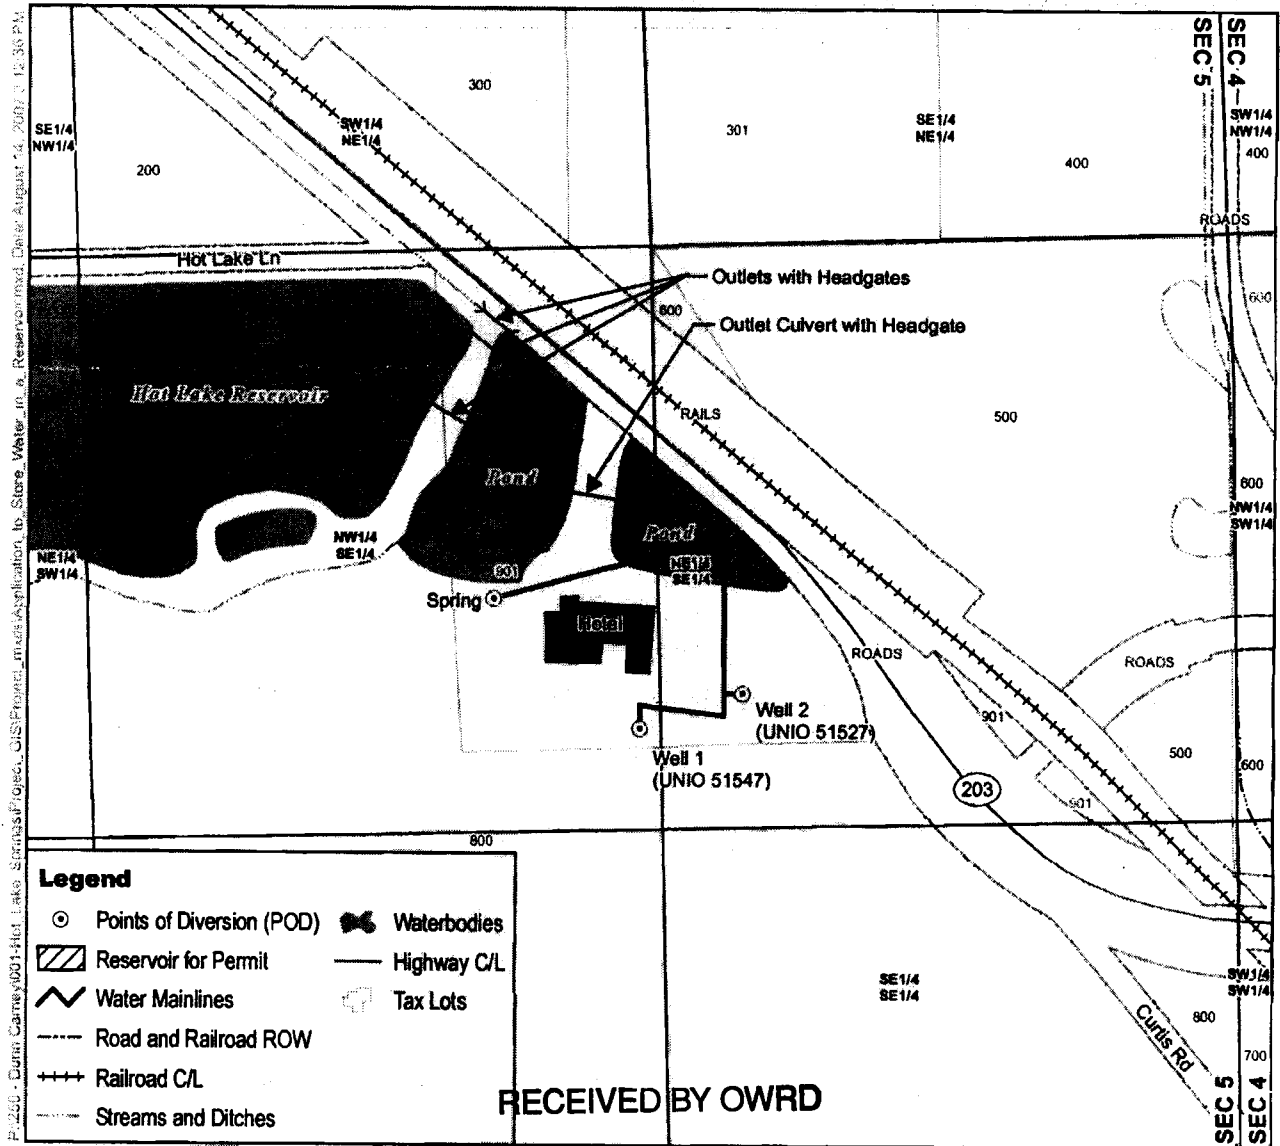 SEC 5
SEC 4
300
SW1/4
NE1/4
SE1/4
NW1/4
200
301
SE1/4
NE1/4
400
SW1/4
NW1/4
400
ROADS
Hot Lake Ln
Outlets with Headgates
600
600
Outlet Culvert with Headgate
Hot Lake Reservoir
RAILS
500
Pond
600
NW1/4
SW1/4
Pond
NW1/4
SE1/4
NE1/4
SW1/4
NE1/4
SE1/4
901
Spring
Hotel
ROADS
ROADS
Well 2
(UNIO 51527)
901
Well 1
(UNIO 51547)
500
600
203
901
800
Legend
Points of Diversion (POD)
Waterbodies
Reservoir for Permit
Highway C/L
Water Mainlines
Tax Lots
Road and Railroad ROW
Railroad C/L
Streams and Ditches
SE1/4
SE1/4
SW1/4
SW1/4
800
Curtis Rd
700
SEC 5
SEC 4
RECEIVED BY OWRD